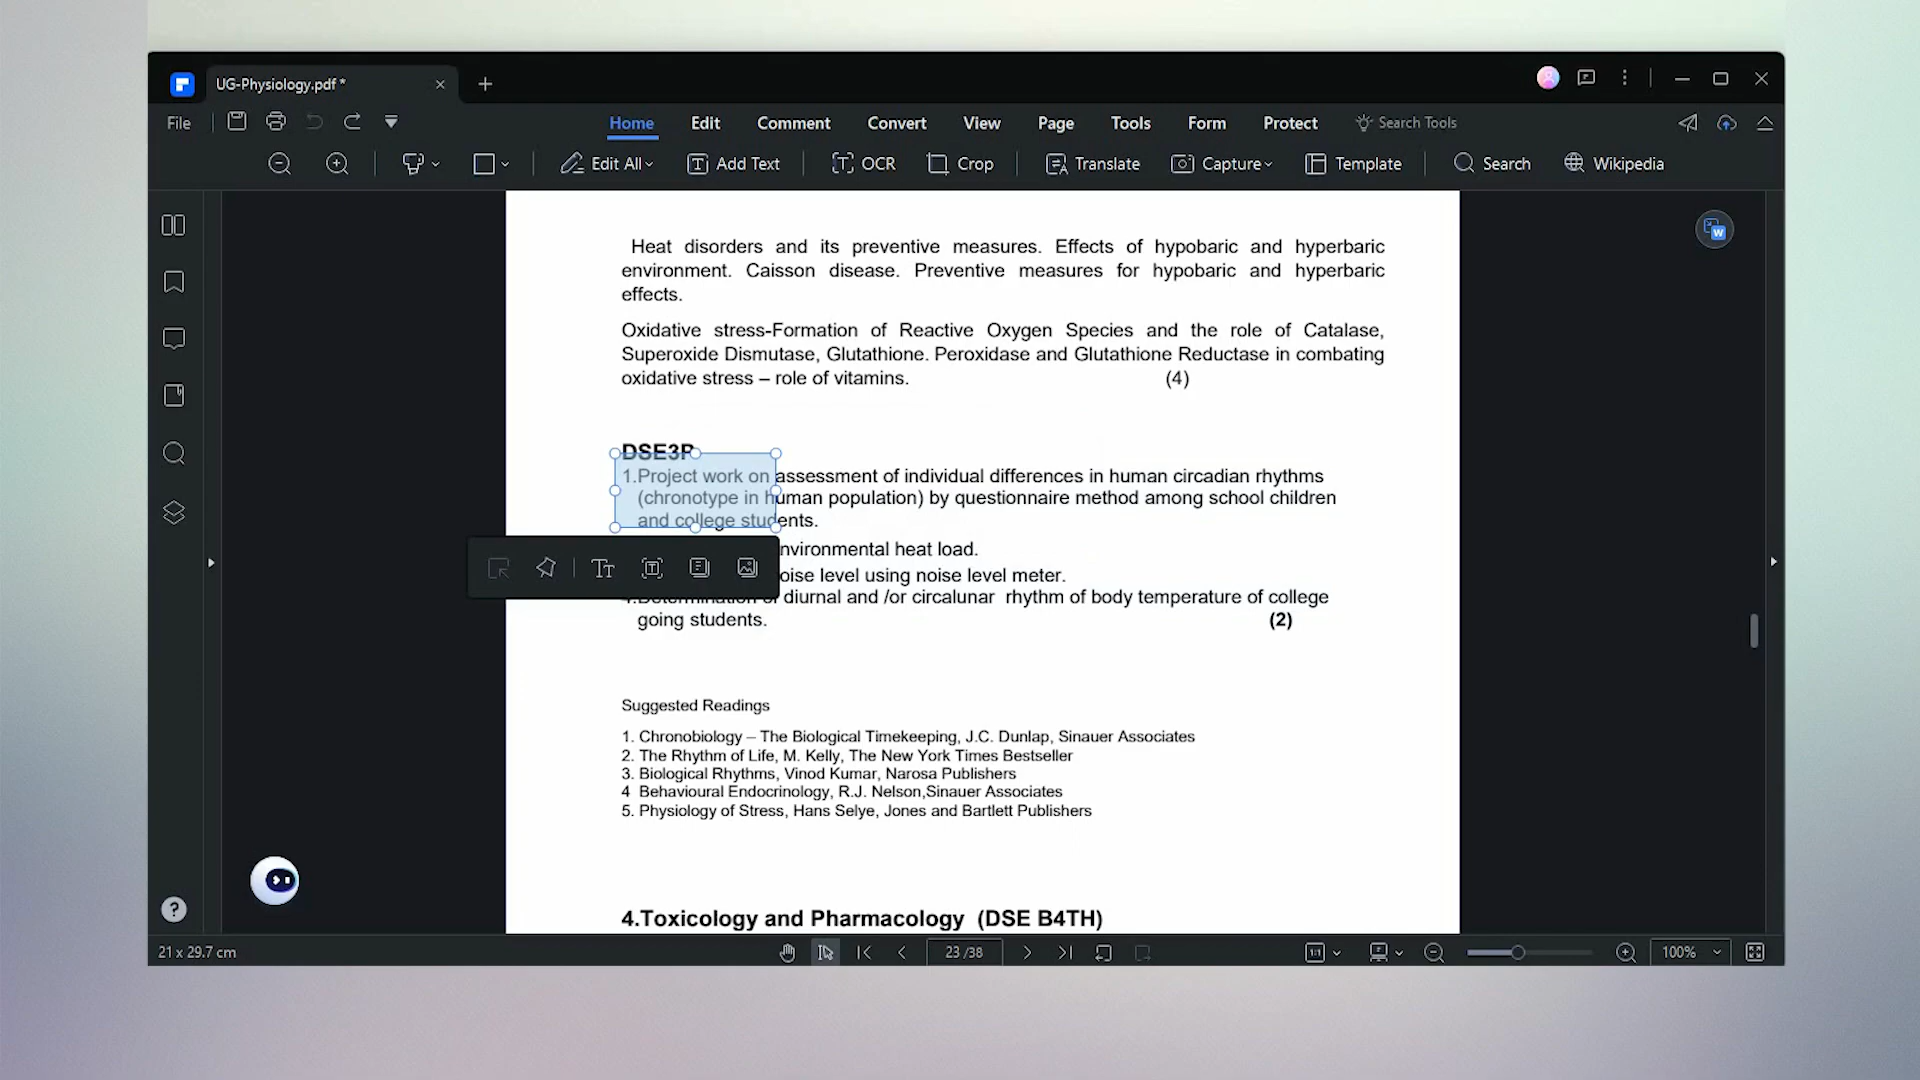 UG-Physiology.pdf *
File
Home Edit Comment Convert View Page Tools Form Protect Search Tools
Edit All Add Text OCR Crop Translate Capture Template Search Wikipedia
Heat disorders and its preventive measures. Effects of hypobaric and hyperbaric
environment. Caisson disease. Preventive measures for hypobaric and hyperbaric
effects.
Oxidative stress-Formation of Reactive Oxygen Species and the role of Catalase,
Superoxide Dismutase, Glutathione. Peroxidase and Glutathione Reductase in combating
oxidative stress – role of vitamins. (4)
DSE3P
1.Project work on assessment of individual differences in human circadian rhythms
(chronotype in human population) by questionnaire method among school children
and college students.
nvironmental heat load.
oise level using noise level meter.
4.Determination of diurnal and /or circalunar rhythm of body temperature of college
going students. (2)
Suggested Readings
1. Chronobiology – The Biological Timekeeping, J.C. Dunlap, Sinauer Associates
2. The Rhythm of Life, M. Kelly, The New York Times Bestseller
3. Biological Rhythms, Vinod Kumar, Narosa Publishers
4 Behavioural Endocrinology, R.J. Nelson,Sinauer Associates
5. Physiology of Stress, Hans Selye, Jones and Bartlett Publishers
4.Toxicology and Pharmacology (DSE B4TH)
21 x 29.7 cm 23 /38 100%